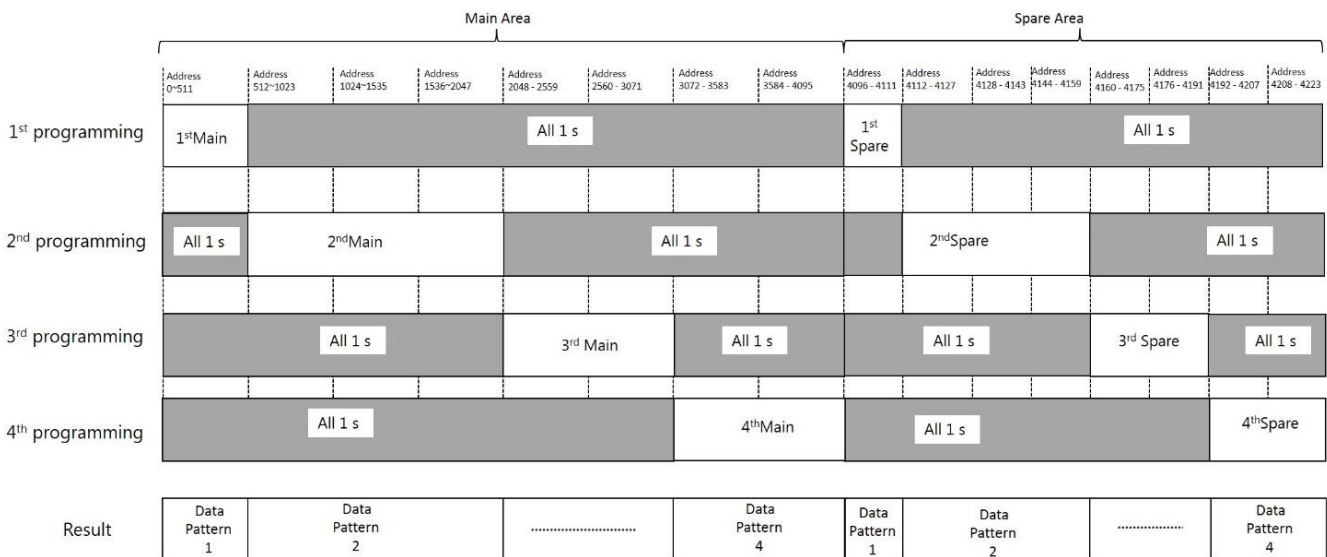 Main Area
Spare Area
Address
0~511
Address
512~1023
Address
1024~1535
Address
1536~2047
Address
2048 - 2559
Address
2560 - 3071
Address
3072 - 3583
Address
3584 - 4095
Address
4096 - 4111
Address
4112 - 4127
Address
4128 - 4143
Address
4144 - 4159
Address
4160 - 4175
Address
4176 - 4191
Address
4192 - 4207
Address
4208 - 4223
1st programming
1stMain
All 1 s
1st
Spare
All 1 s
2nd programming
All 1 s
2ndMain
All 1 s
2ndSpare
All 1 s
3rd programming
All 1 s
3rd Main
All 1 s
All 1 s
3rd Spare
All 1 s
4th programming
All 1 s
4thMain
All 1 s
4thSpare
Result
Data
Pattern
1
Data
Pattern
2
....................
Data
Pattern
4
Data
Pattern
1
Data
Pattern
2
..................
Data
Pattern
4